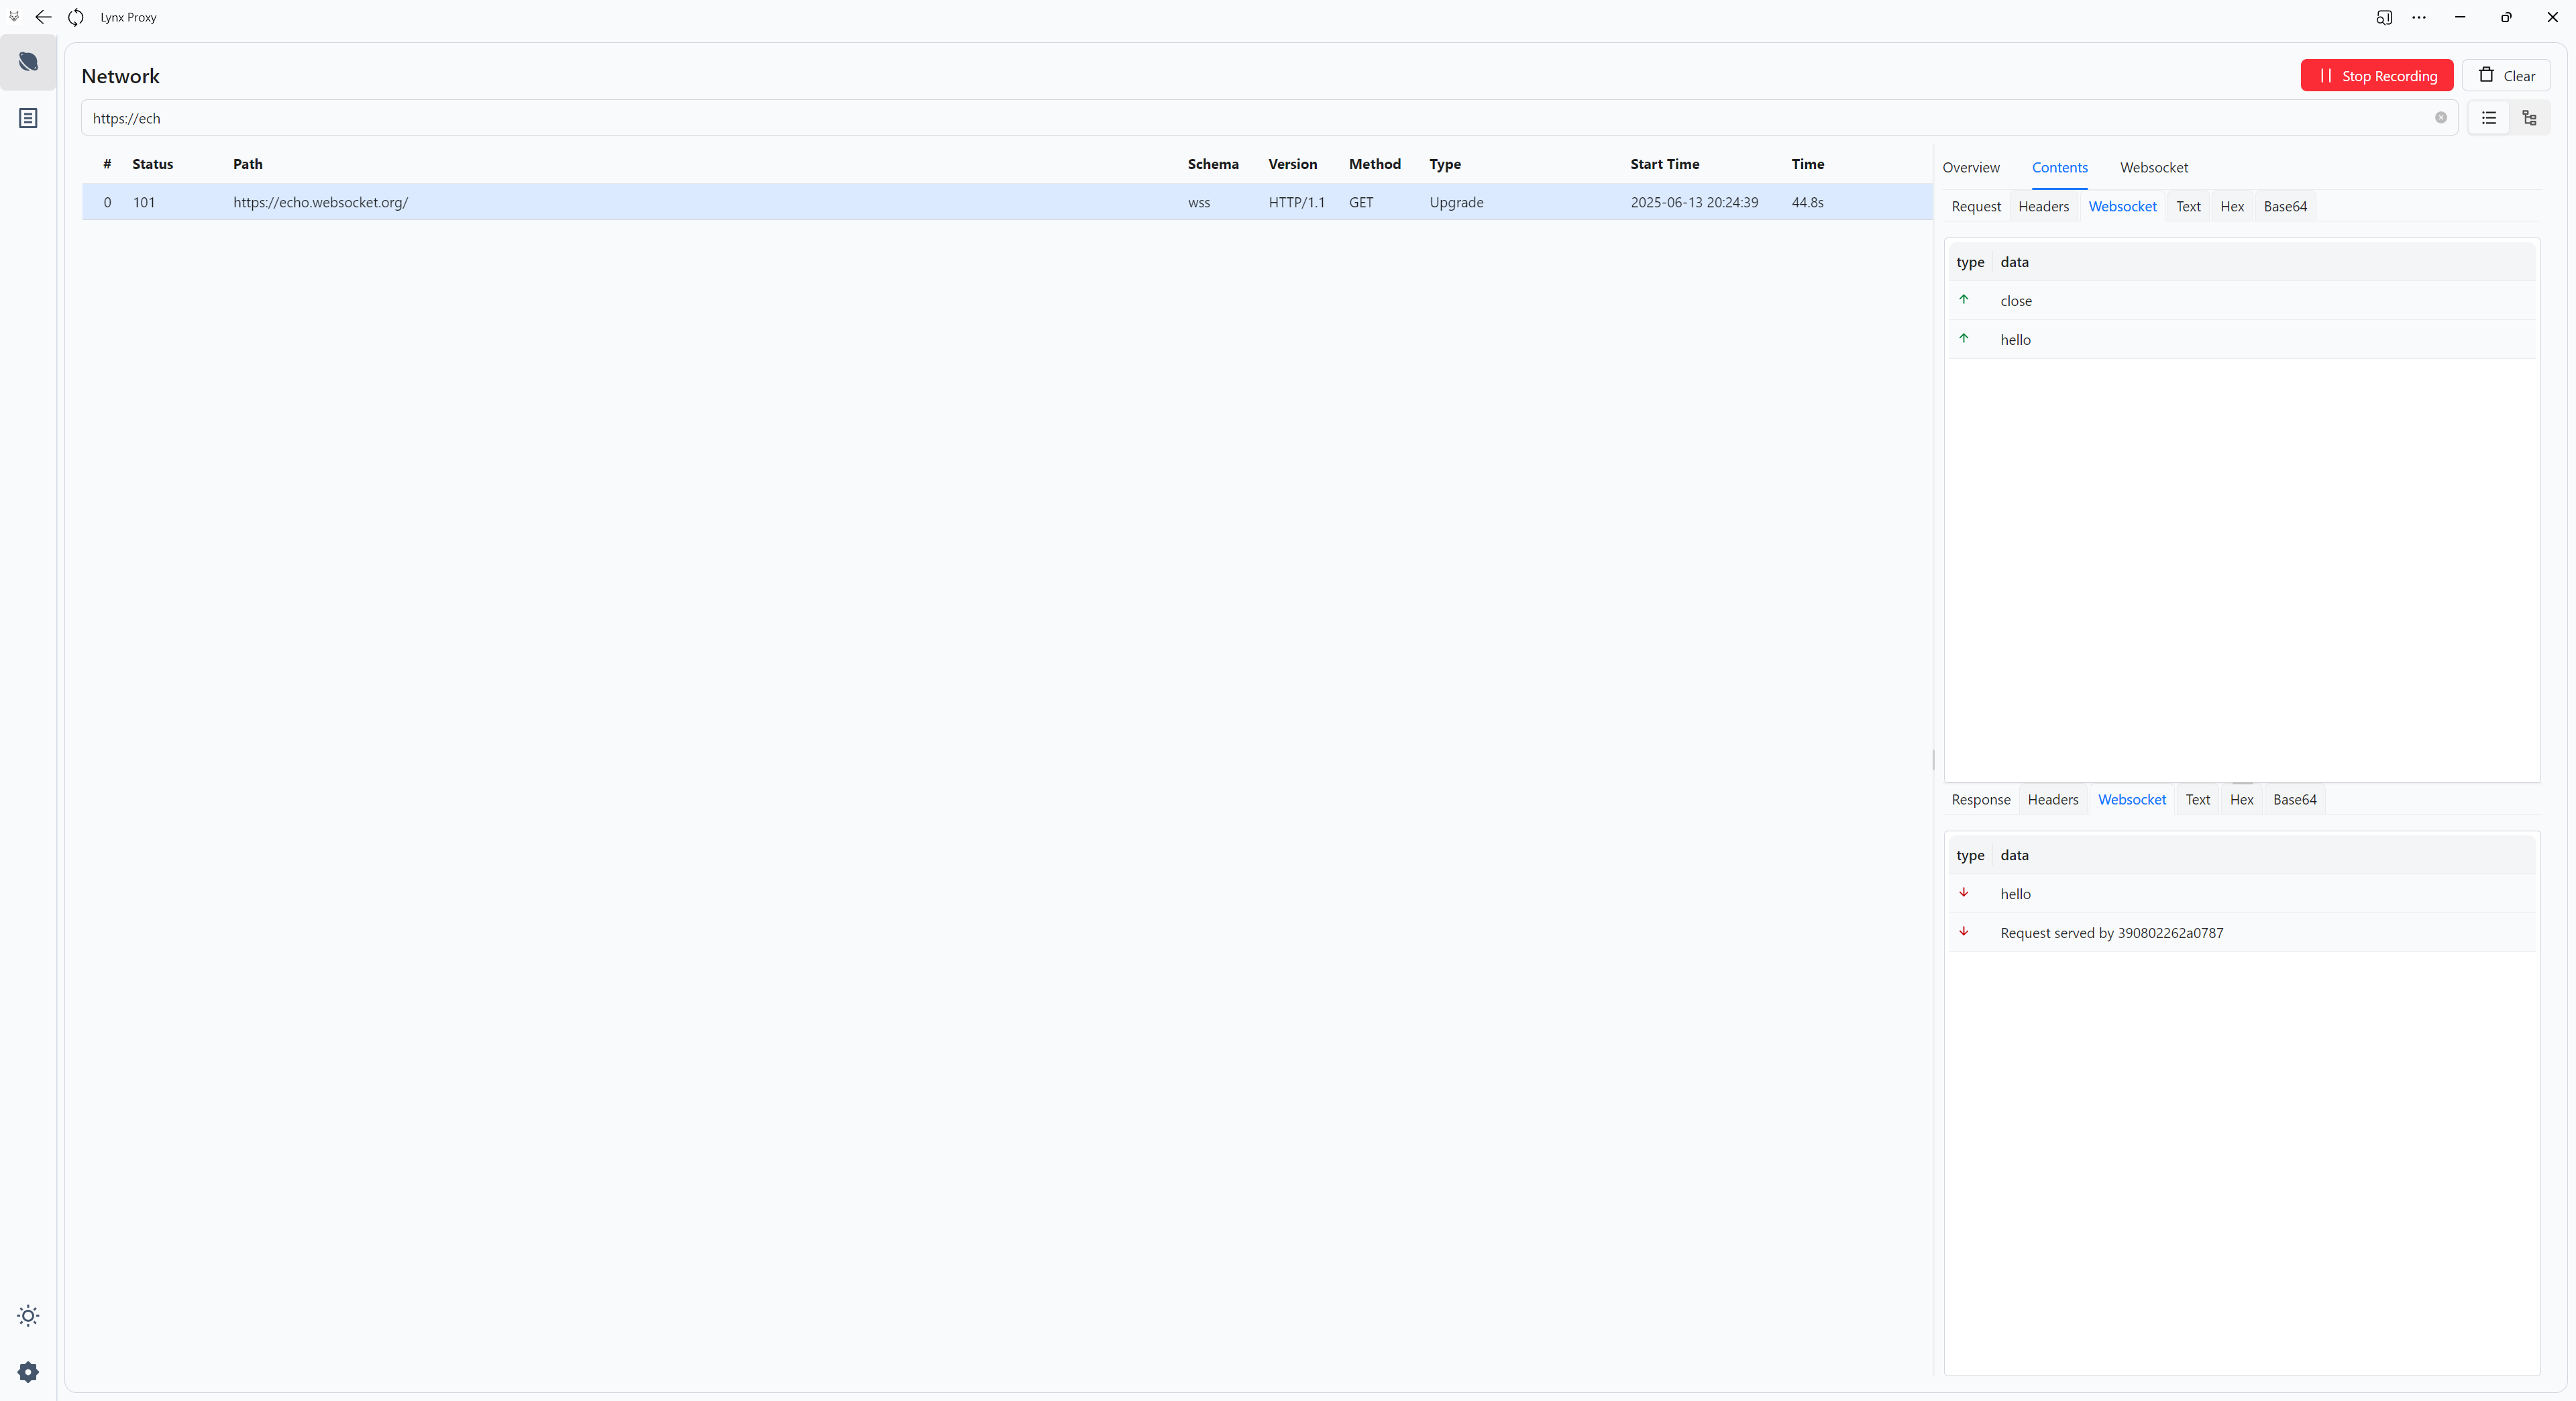 Lynx Proxy
Network
Stop Recording
Clear
https://ech
# Status Path Schema Version Method Type Start Time Time
0 101 https://echo.websocket.org/ wss HTTP/1.1 GET Upgrade 2025-06-13 20:24:39 44.8s
Overview Contents Websocket
Request Headers Websocket Text Hex Base64
type data
close
hello
Response Headers Websocket Text Hex Base64
type data
hello
Request served by 390802262a0787